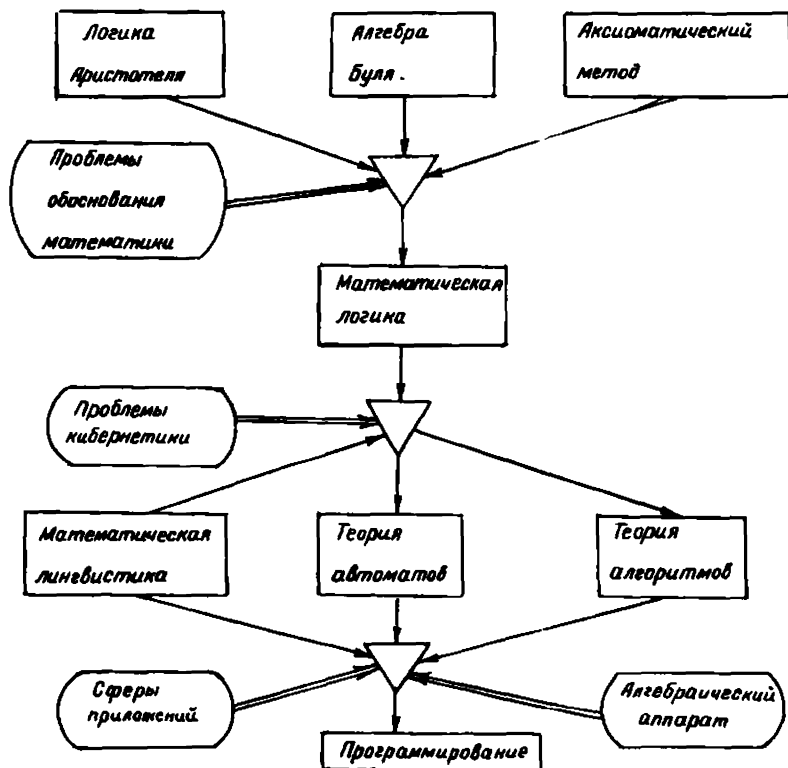 Логика
Аристотеля
Алгебра
Буля.
Аксиоматический
метод
Проблемы
обоснования
математики
Математическая
логика
Проблемы
кибернетики
Математическая
лингвистика
Теория
автоматов
Теория
алгоритмов
Сферы
приложений
Алгебраический
аппарат
Программирование